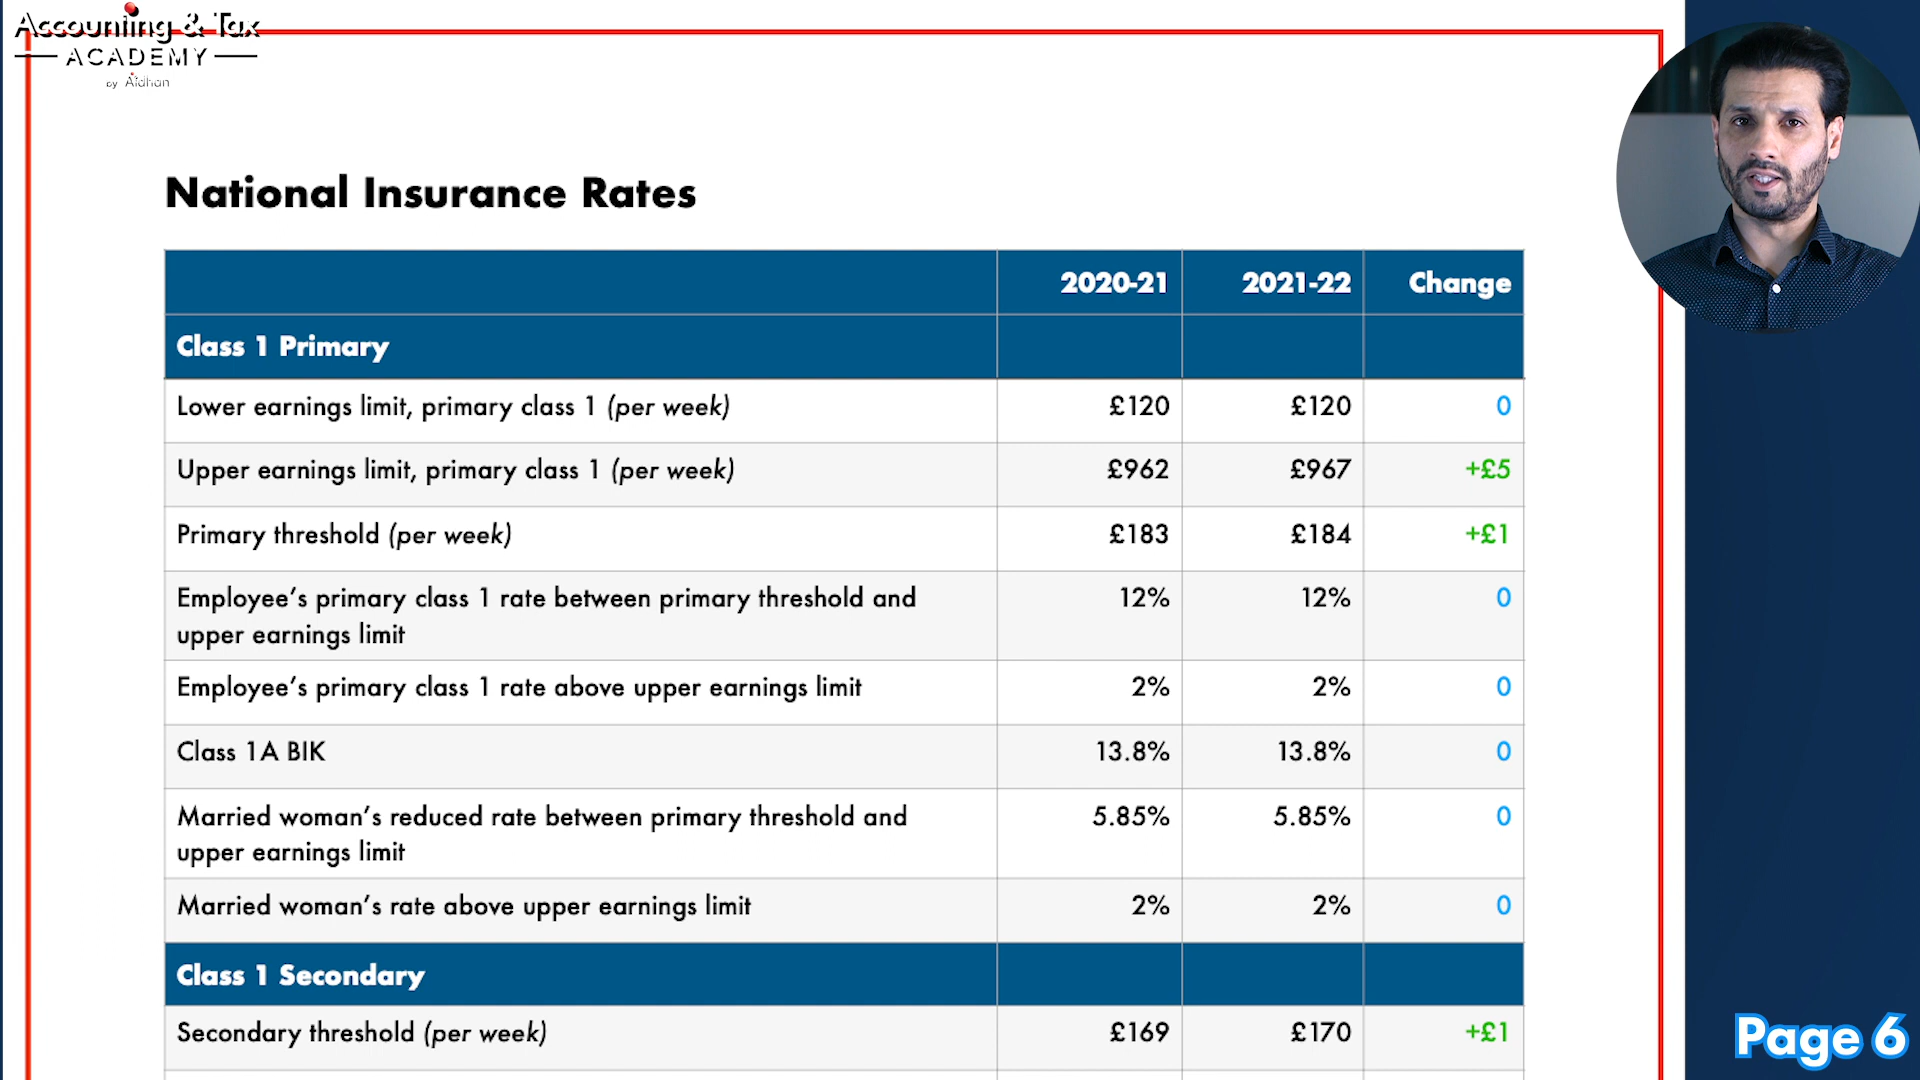 Accounting & Tax
ACADEMY
by Aidhan
National Insurance Rates
2020-21 2021-22 Change
Class 1 Primary
Lower earnings limit, primary class 1 (per week) £120 £120 0
Upper earnings limit, primary class 1 (per week) £962 £967 +£5
Primary threshold (per week) £183 £184 +£1
Employee’s primary class 1 rate between primary threshold and 12% 12% 0
upper earnings limit
Employee’s primary class 1 rate above upper earnings limit 2% 2% 0
Class 1A BIK 13.8% 13.8% 0
Married woman’s reduced rate between primary threshold and 5.85% 5.85% 0
upper earnings limit
Married woman’s rate above upper earnings limit 2% 2% 0
Class 1 Secondary
Secondary threshold (per week) £169 £170 +£1
Page 6